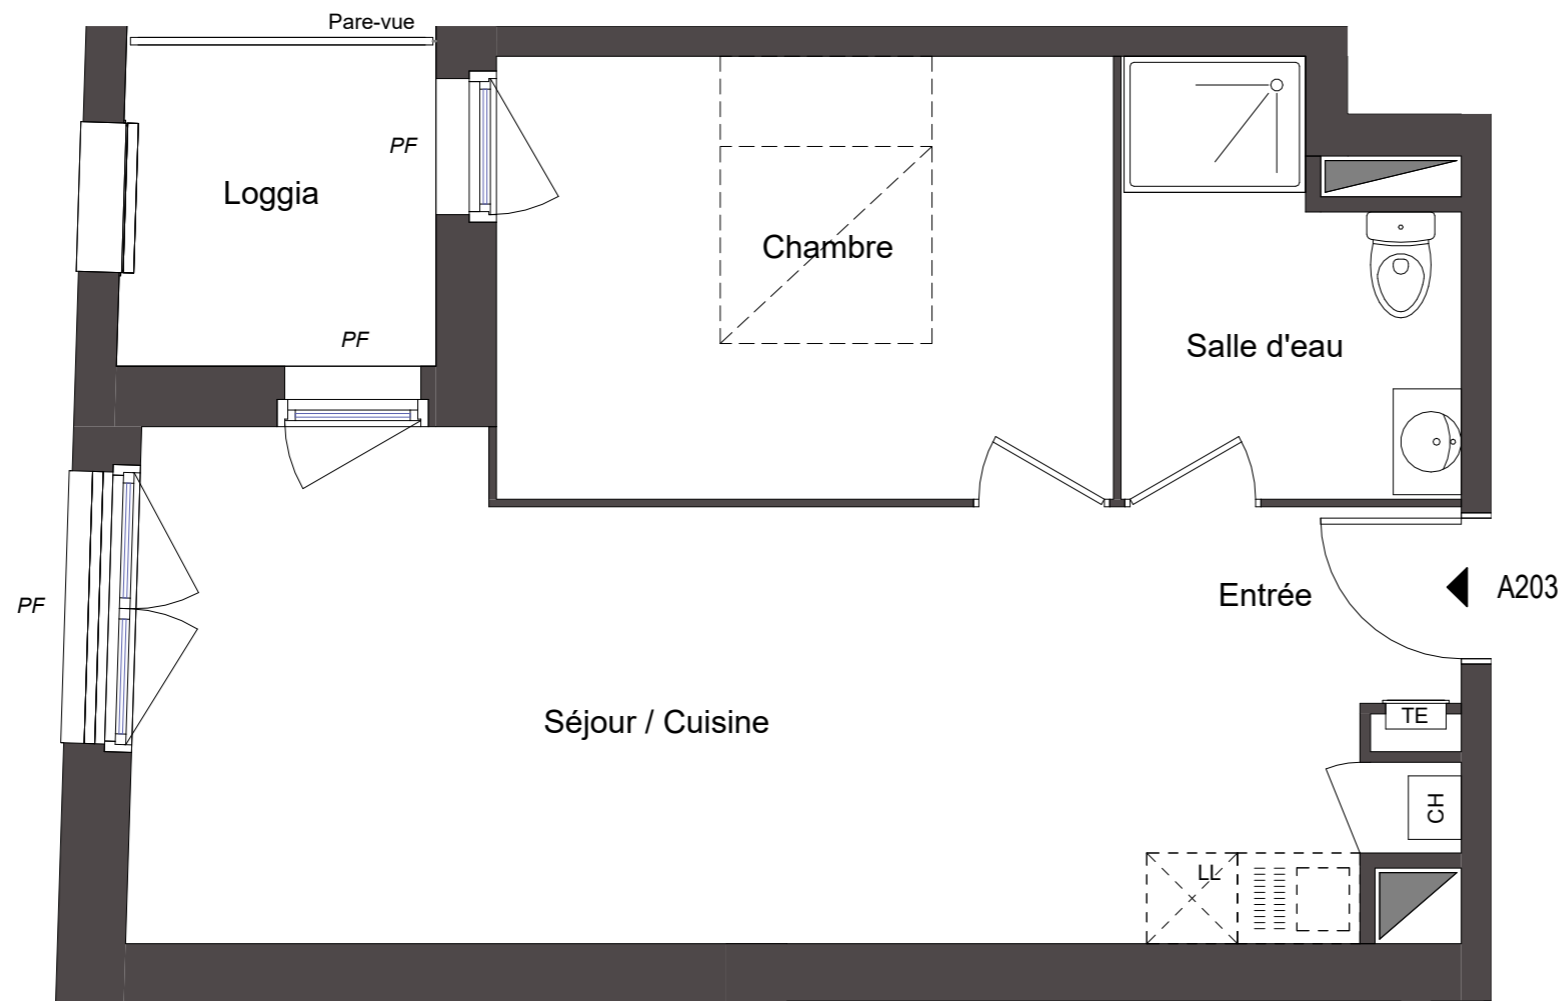 Pare-vue
PF
Loggia
Chambre
PF
Salle d'eau
PF
Entrée
A203
Séjour / Cuisine
TE
CH
LL